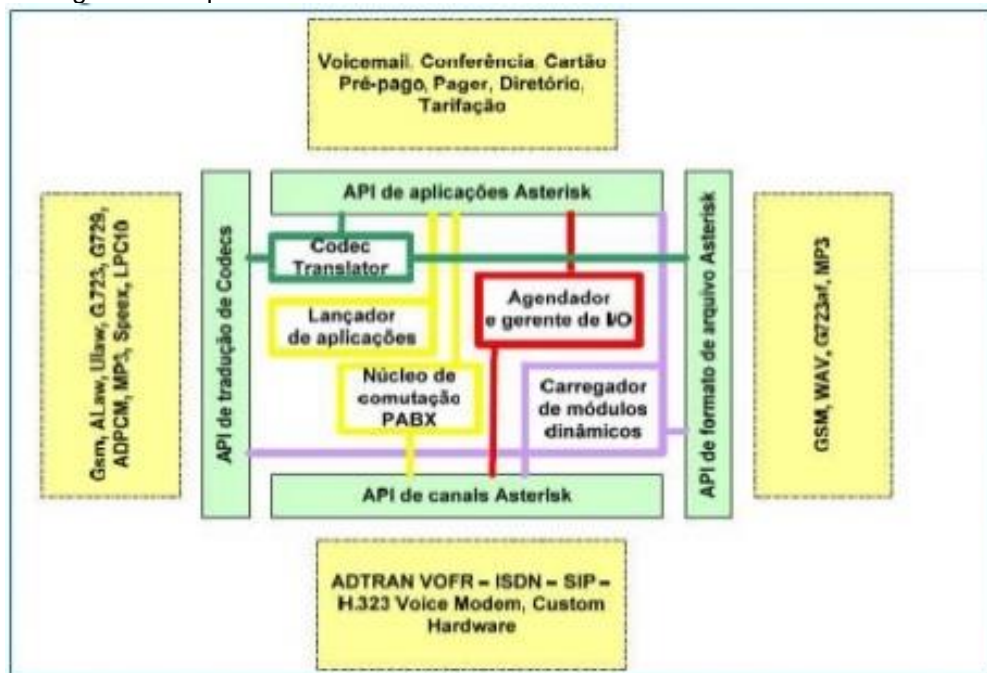 Voicemail, Conferência, Cartão
Pré-pago, Pager, Diretório,
Tarifação
API de aplicações Asterisk
Gsm, ALaw, Ulaw, G.723, G729,
ADPCM, MP3, Speex, LPC10
API de tradução de Codecs
Codec
Translator
Lançador
de aplicações
Agendador
e gerente de I/O
Núcleo de
comutação
PABX
Carregador
de módulos
dinâmicos
API de formato de arquivo Asterisk
GSM, WAV, G723af, MP3
API de canais Asterisk
ADTRAN VOFR – ISDN – SIP –
H.323 Voice Modem, Custom
Hardware